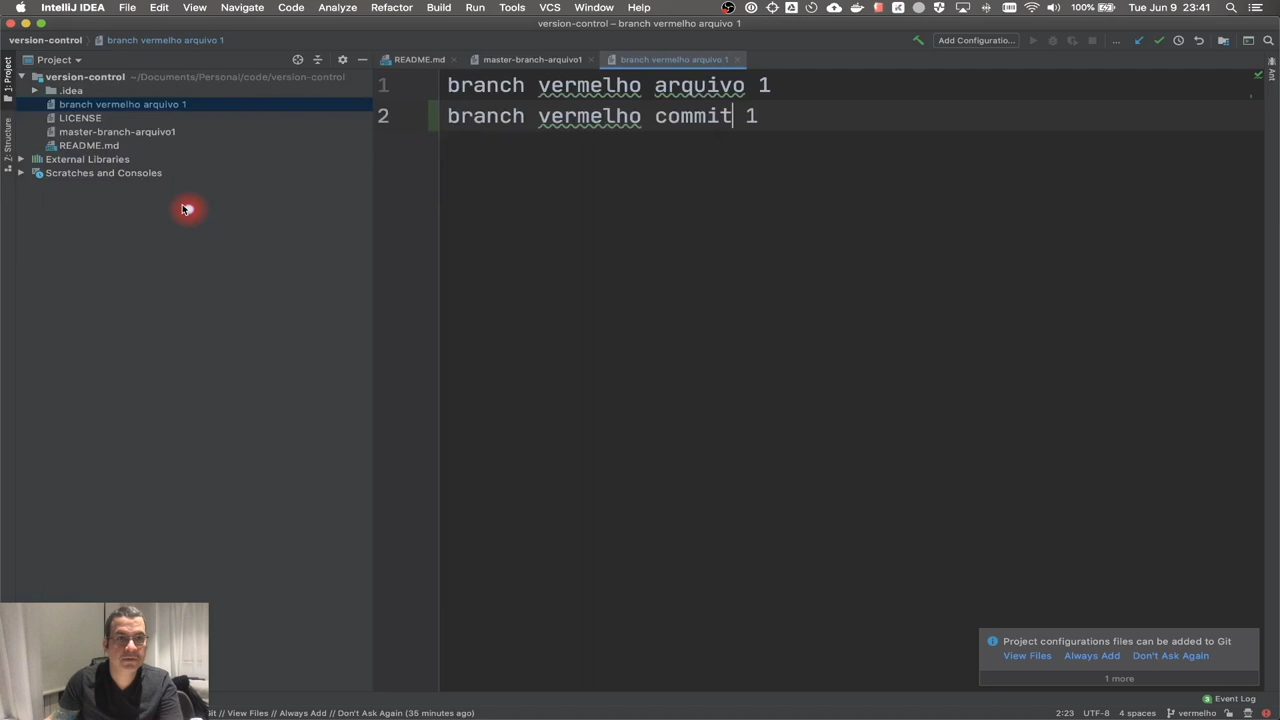 IntelliJ IDEA File Edit View Navigate Code Analyze Refactor Build Run Tools VCS Window Help 100% Tue Jun 9 23:41
version-control – branch vermelho arquivo 1
version-control branch vermelho arquivo 1 Add Configuratio... ...
Project README.md master-branch-arquivo1 branch vermelho arquivo 1
version-control ~/Documents/Personal/code/version-control
.idea
branch vermelho arquivo 1
LICENSE
master-branch-arquivo1
README.md
External Libraries
Scratches and Consoles
1: Project
Z: Structure
1 branch vermelho arquivo 1
2 branch vermelho commit 1
Ant
Project configurations files can be added to Git
View Files Always Add Don't Ask Again
1 more
3 Event Log
// View Files // Always Add // Don't Ask Again (35 minutes ago) 2:23 UTF-8 4 spaces vermelho